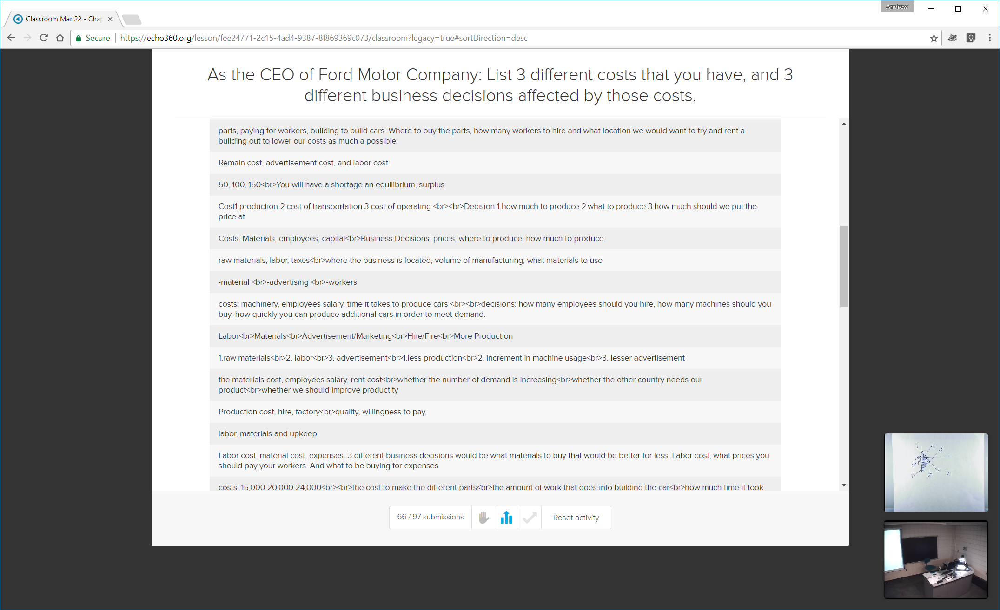 Andrew
Classroom Mar 22 - Chap
Secure
https://echo360.org/lesson/fee24771-2c15-4ad4-9387-8f869369c073/classroom?legacy=true#sortDirection=desc
As the CEO of Ford Motor Company: List 3 different costs that you have, and 3
different business decisions affected by those costs.
parts, paying for workers, building to build cars. Where to buy the parts, how many workers to hire and what location we would want to try and rent a
building out to lower our costs as much a possible.
Remain cost, advertisement cost, and labor cost
50, 100, 150<br>You will have a shortage an equilibrium, surplus
Cost1.production 2.cost of transportation 3.cost of operating <br><br>Decision 1.how much to produce 2.what to produce 3.how much should we put the
price at
Costs: Materials, employees, capital<br>Business Decisions: prices, where to produce, how much to produce
raw materials, labor, taxes<br>where the business is located, volume of manufacturing, what materials to use
-material <br>-advertising <br>-workers
costs: machinery, employees salary, time it takes to produce cars <br><br>decisions: how many employees should you hire, how many machines should you
buy, how quickly you can produce additional cars in order to meet demand.
Labor<br>Materials<br>Advertisement/Marketing<br>Hire/Fire<br>More Production
1.raw materials<br>2. labor<br>3. advertisement<br>1.less production<br>2. increment in machine usage<br>3. lesser advertisement
the materials cost, employees salary, rent cost<br>whether the number of demand is increasing<br>whether the other country needs our
product<br>whether we should improve productity
Production cost, hire, factory<br>quality, willingness to pay,
labor, materials and upkeep
Labor cost, material cost, expenses. 3 different business decisions would be what materials to buy that would be better for less. Labor cost, what prices you
should pay your workers. And what to be buying for expenses
costs: 15,000 20,000 24,000<br><br>the cost to make the different parts<br>the amount of work that goes into building the car<br>how much time it took
66 / 97 submissions
Reset activity